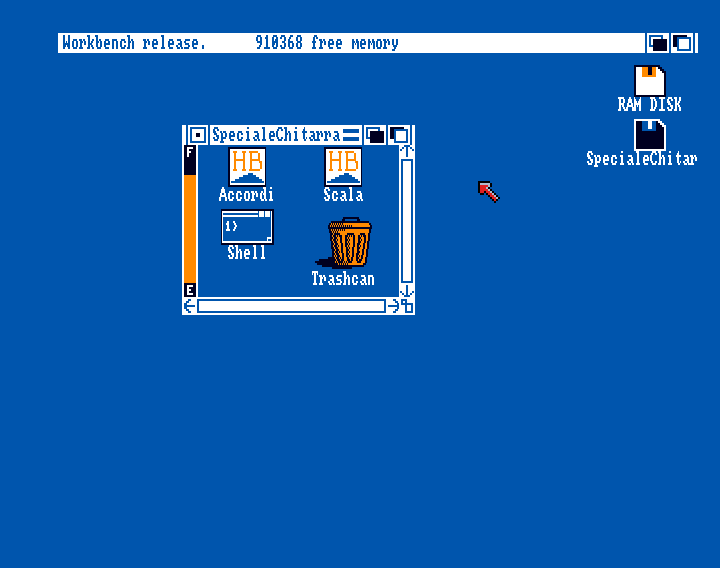 Workbench release. 910368 free memory
RAM DISK
SpecialeChitar
SpecialeChitarra
F
HB
HB
Accordi
Scala
1>
Shell
Trashcan
E